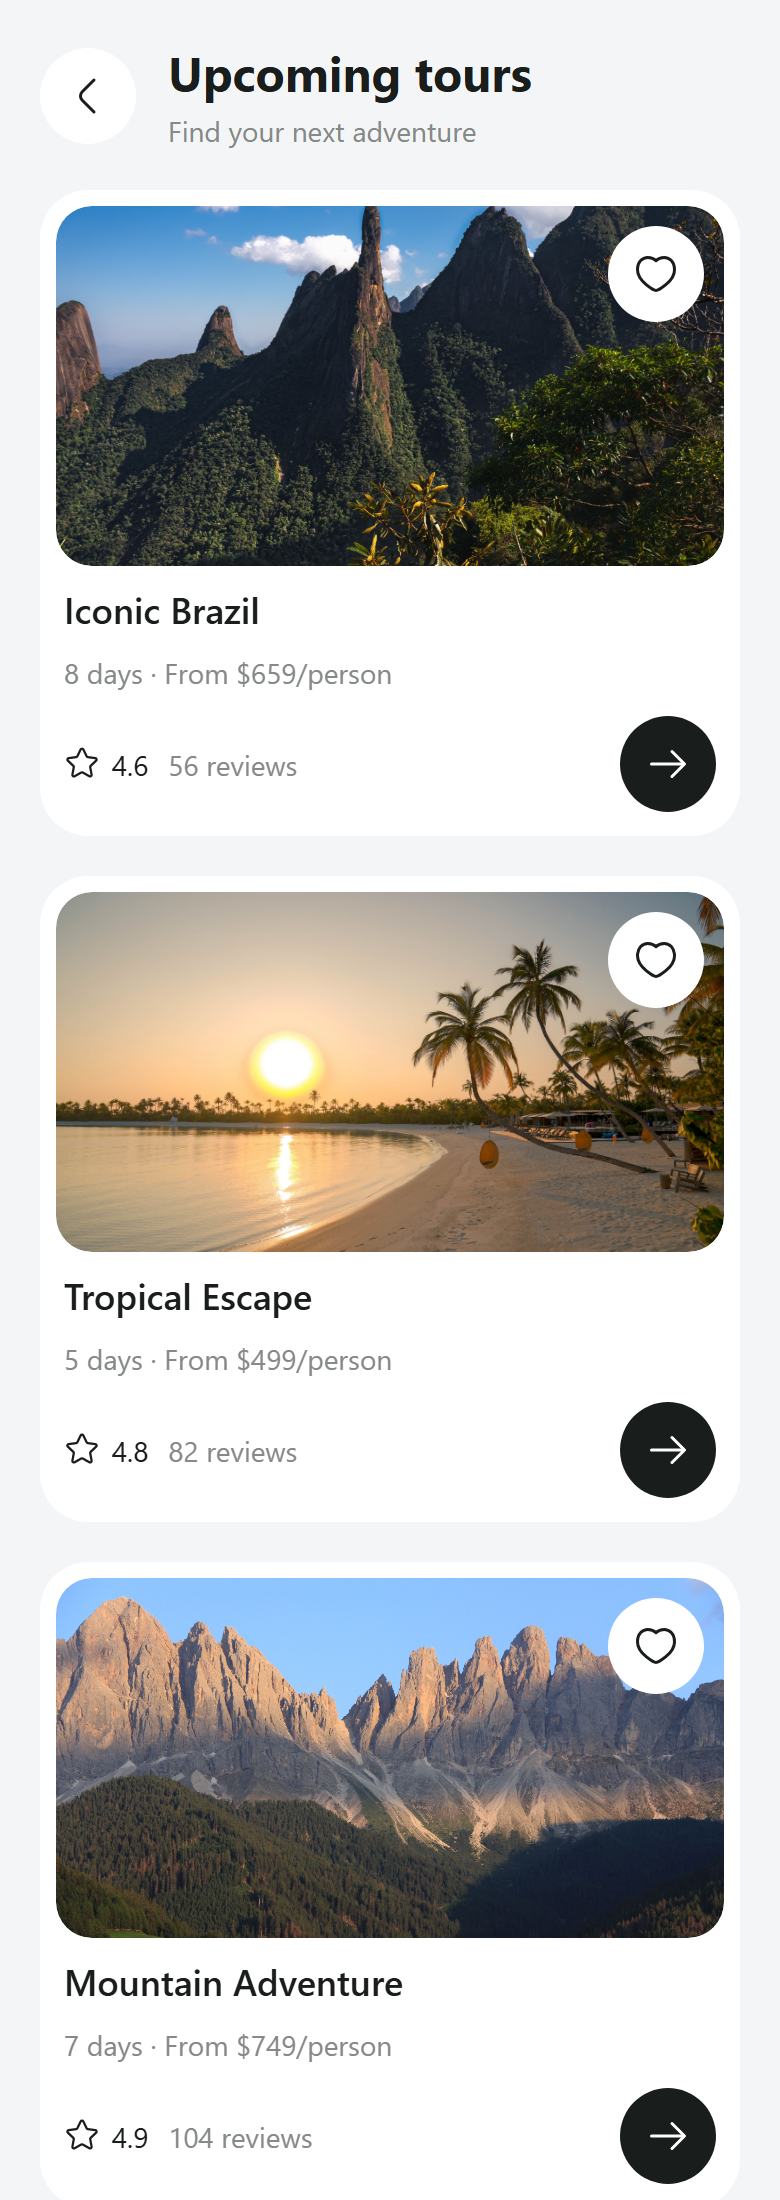 Upcoming tours
Find your next adventure
Iconic Brazil
8 days · From $659/person
4.6 56 reviews
Tropical Escape
5 days · From $499/person
4.8 82 reviews
Mountain Adventure
7 days · From $749/person
4.9 104 reviews